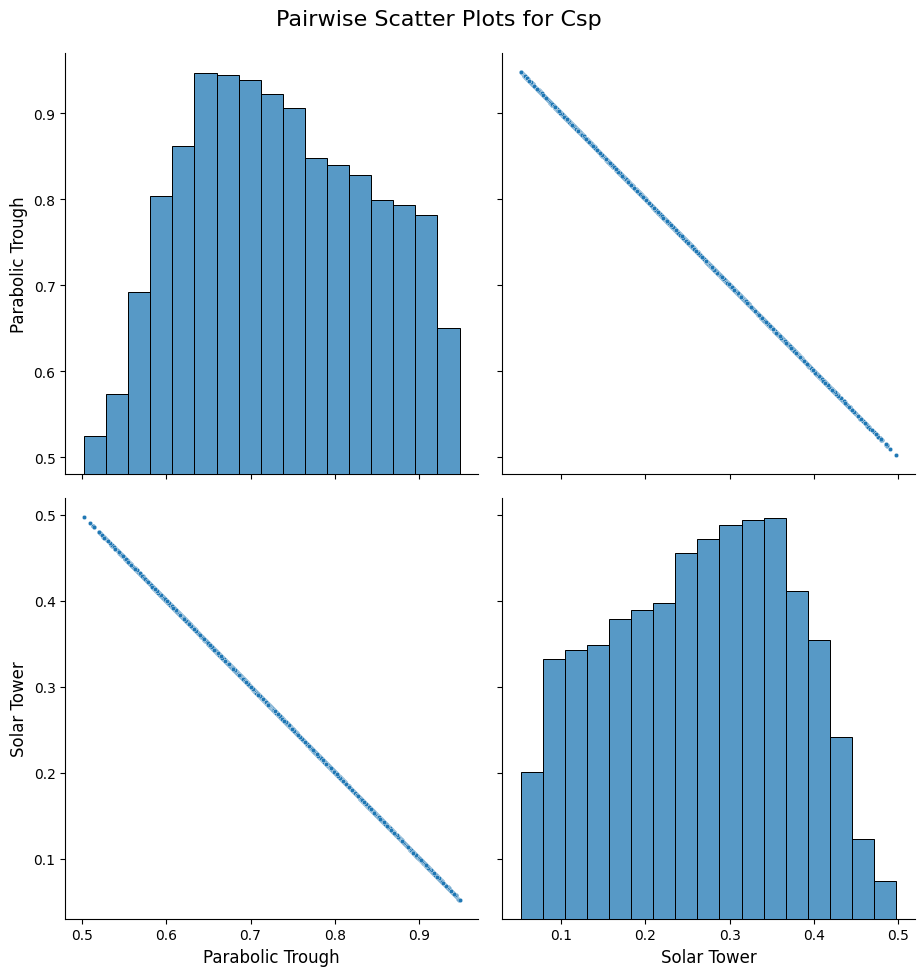 Pairwise Scatter Plots for Csp
Parabolic Trough
0.9
0.8
0.7
0.6
0.5
Solar Tower
0.5
0.4
0.3
0.2
0.1
0.5 0.6 0.7 0.8 0.9
Parabolic Trough
0.1 0.2 0.3 0.4 0.5
Solar Tower